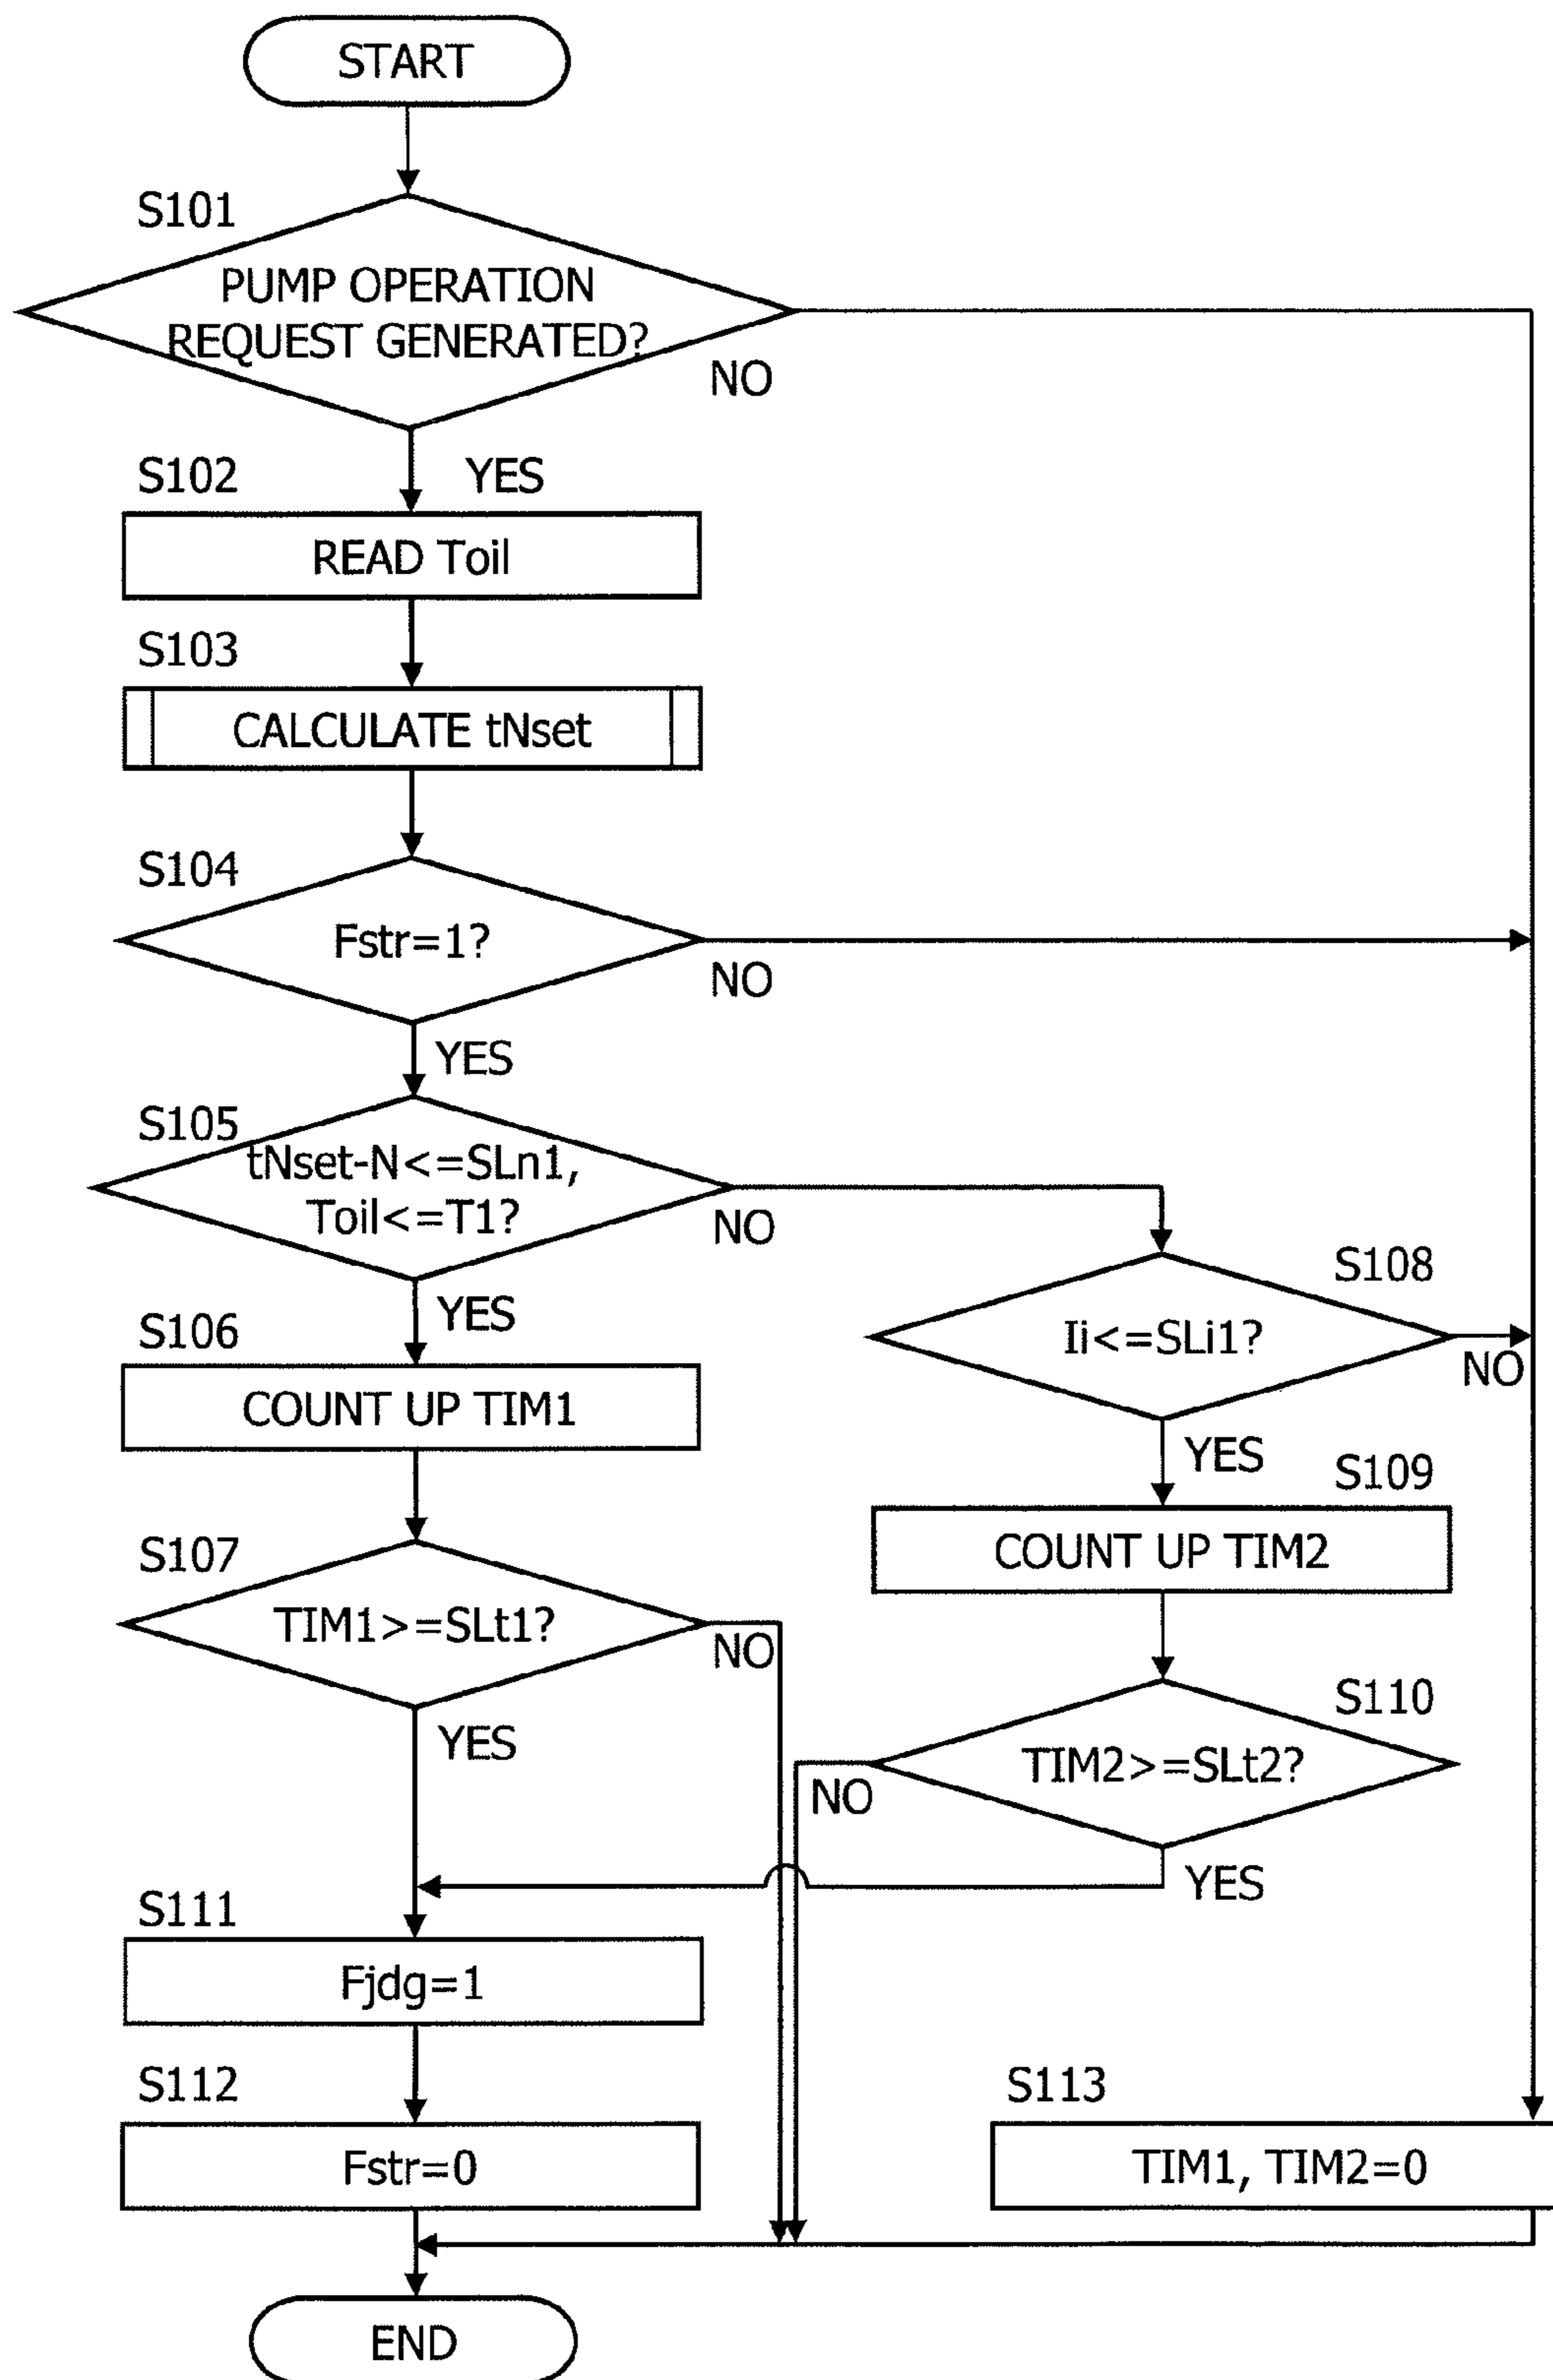 START
S101
PUMP OPERATION
REQUEST GENERATED?
NO
S102
YES
READ Toil
S103
CALCULATE tNset
S104
Fstr=1?
NO
YES
S105
tNset-N<=SLn1,
Toil<=T1?
NO
YES
S108
Ii<=SLi1?
NO
S106
COUNT UP TIM1
YES
S109
COUNT UP TIM2
S107
TIM1>=SLt1?
NO
YES
S110
TIM2>=SLt2?
NO
YES
S111
Fjdg=1
S112
Fstr=0
S113
TIM1, TIM2=0
END